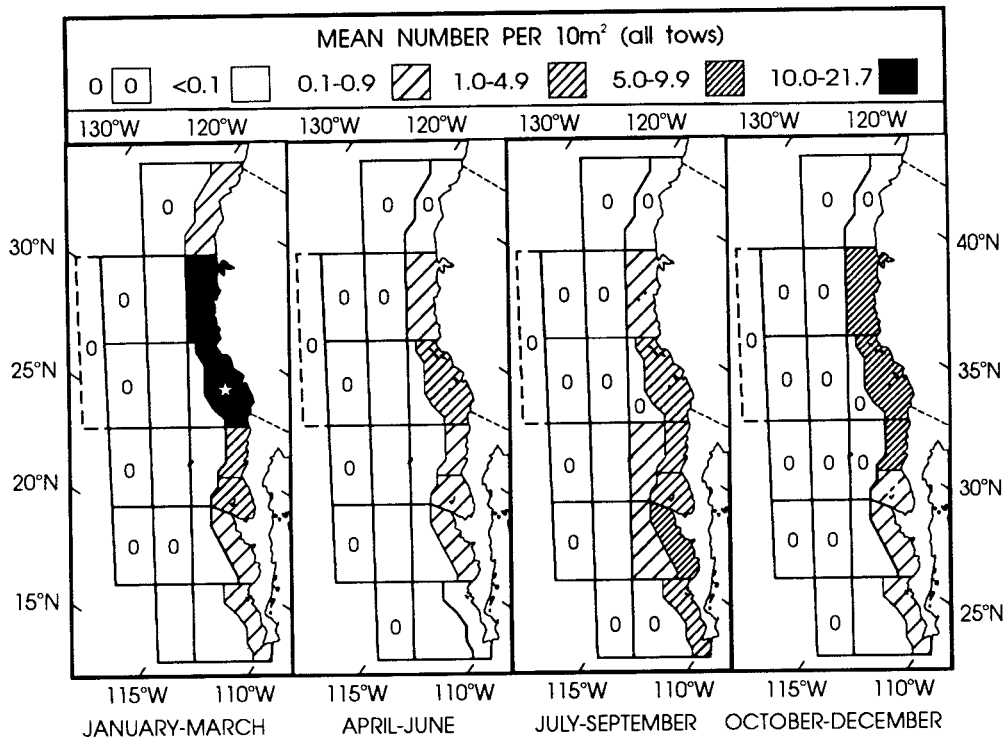 MEAN NUMBER PER 10m² (all tows)
0 0 <0.1 0.1-0.9 1.0-4.9 5.0-9.9 10.0-21.7
130°W 120°W 130°W 120°W 130°W 120°W 130°W 120°W
0 0 0 0 0 0 0
30°N 40°N
0 0 0 0 0 0 0
0 0 0 0
25°N 0 0 0 0 0 0 0 35°N
0 0
20°N 0 0 0 0 0 0 30°N
0 0 0 0 0 0
15°N 0 0 0 0 25°N
115°W 110°W 115°W 110°W 115°W 110°W 115°W 110°W
JANUARY-MARCH APRIL-JUNE JULY-SEPTEMBER OCTOBER-DECEMBER